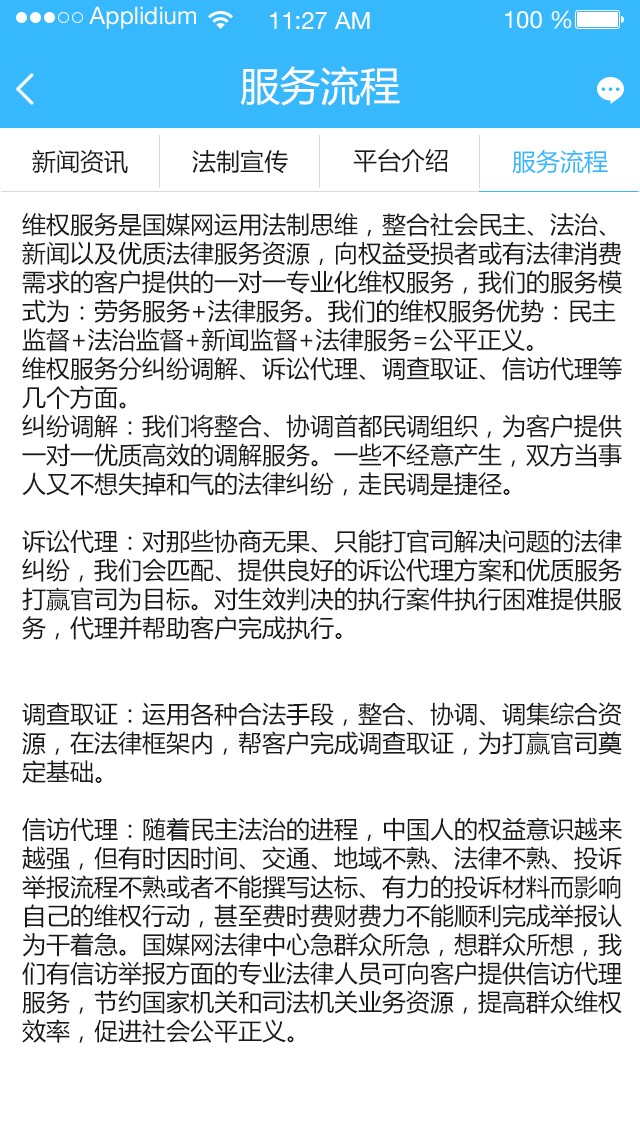 Applidium
11:27 AM
100 %
服务流程
新闻资讯 法制宣传 平台介绍 服务流程
维权服务是国媒网运用法制思维，整合社会民主、法治、
新闻以及优质法律服务资源，向权益受损者或有法律消费
需求的客户提供的一对一专业化维权服务，我们的服务模
式为：劳务服务+法律服务。我们的维权服务优势：民主
监督+法治监督+新闻监督+法律服务=公平正义。
维权服务分纠纷调解、诉讼代理、调查取证、信访代理等
几个方面。
纠纷调解：我们将整合、协调首都民调组织，为客户提供
一对一优质高效的调解服务。一些不经意产生，双方当事
人又不想失掉和气的法律纠纷，走民调是捷径。
诉讼代理：对那些协商无果、只能打官司解决问题的法律
纠纷，我们会匹配、提供良好的诉讼代理方案和优质服务
打赢官司为目标。对生效判决的执行案件执行困难提供服
务，代理并帮助客户完成执行。
调查取证：运用各种合法手段，整合、协调、调集综合资
源，在法律框架内，帮客户完成调查取证，为打赢官司奠
定基础。
信访代理：随着民主法治的进程，中国人的权益意识越来
越强，但有时因时间、交通、地域不熟、法律不熟、投诉
举报流程不熟或者不能撰写达标、有力的投诉材料而影响
自己的维权行动，甚至费时费财费力不能顺利完成举报认
为干着急。国媒网法律中心急群众所急，想群众所想，我
们有信访举报方面的专业法律人员可向客户提供信访代理
服务，节约国家机关和司法机关业务资源，提高群众维权
效率，促进社会公平正义。